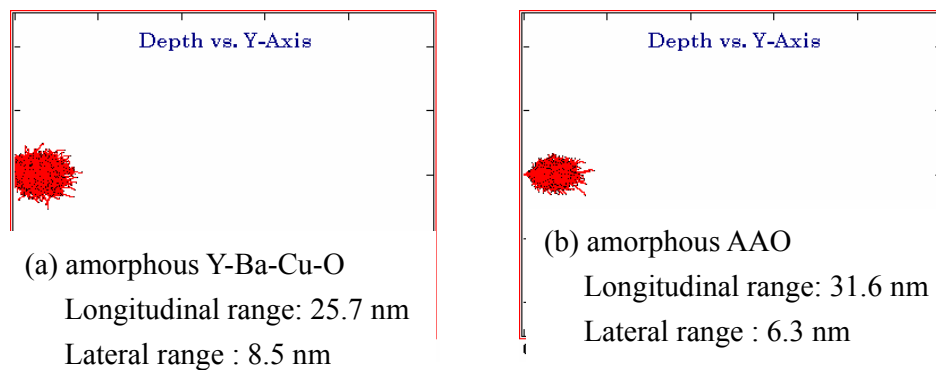 Depth vs. Y-Axis
(a) amorphous Y-Ba-Cu-O
Longitudinal range: 25.7 nm
Lateral range : 8.5 nm
Depth vs. Y-Axis
(b) amorphous AAO
Longitudinal range: 31.6 nm
Lateral range : 6.3 nm